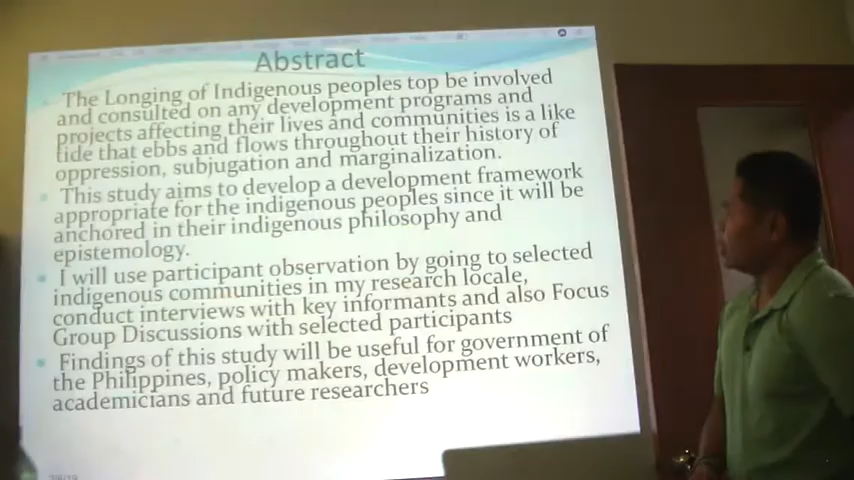 Abstract
The Longing of Indigenous peoples top be involved
and consulted on any development programs and
projects affecting their lives and communities is a like
tide that ebbs and flows throughout their history of
oppression, subjugation and marginalization.
This study aims to develop a development framework
appropriate for the indigenous peoples since it will be
anchored in their indigenous philosophy and
epistemology.
I will use participant observation by going to selected
indigenous communities in my research locale,
conduct interviews with key informants and also Focus
Group Discussions with selected participants
Findings of this study will be useful for government of
the Philippines, policy makers, development workers,
academicians and future researchers